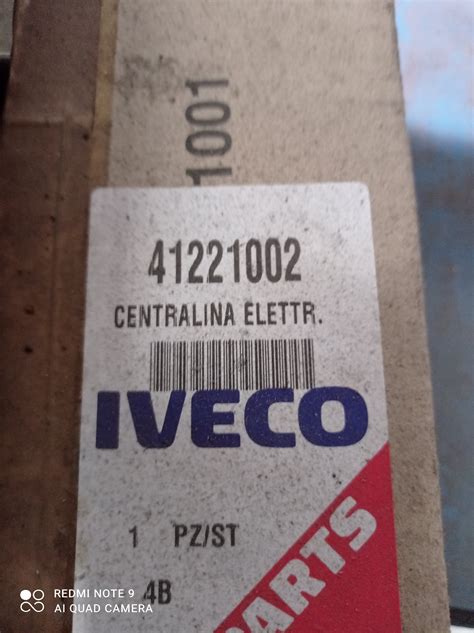 1001
41221002
CENTRALINA ELETTR.
IVECO
1 PZ/ST
4B
PARTS
REDMI NOTE 9
AI QUAD CAMERA